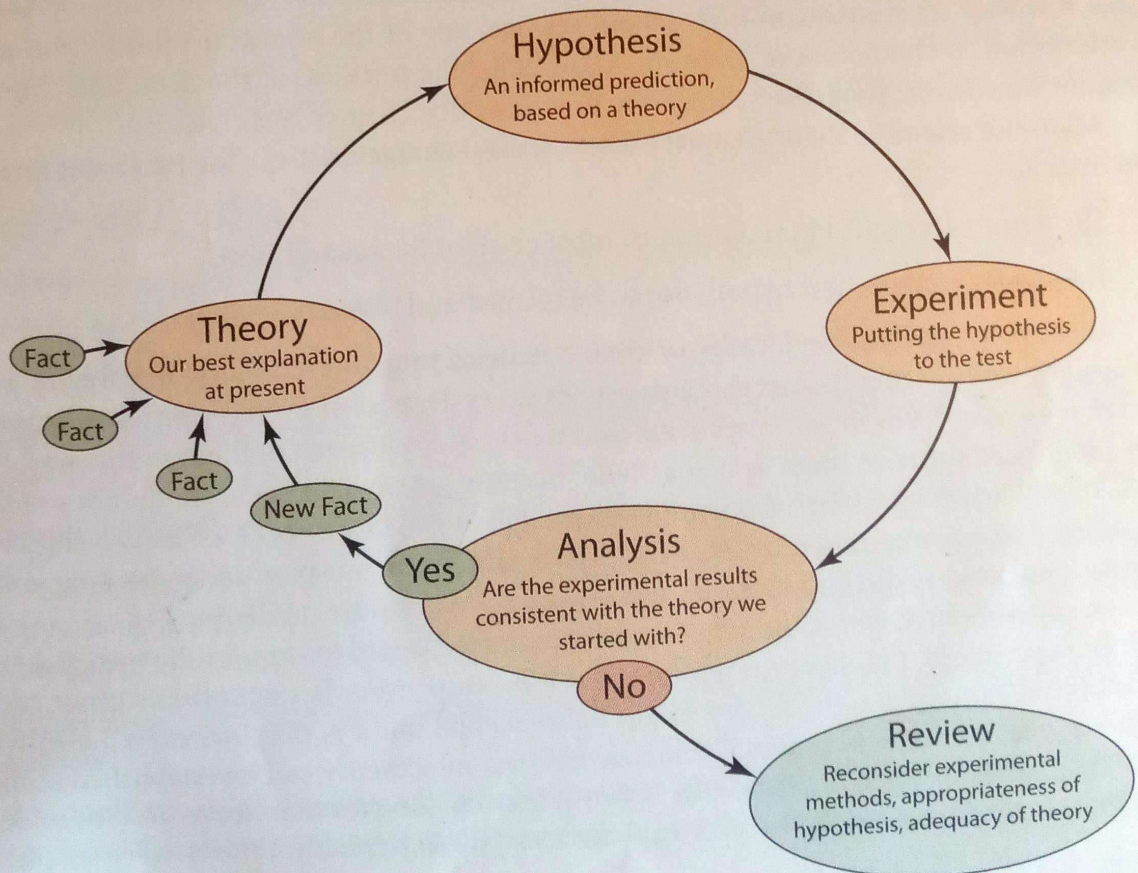 Hypothesis
An informed prediction,
based on a theory
Experiment
Putting the hypothesis
to the test
Theory
Our best explanation
at present
Fact
Fact
Fact
New Fact
Yes
Analysis
Are the experimental results
consistent with the theory we
started with?
No
Review
Reconsider experimental
methods, appropriateness of
hypothesis, adequacy of theory